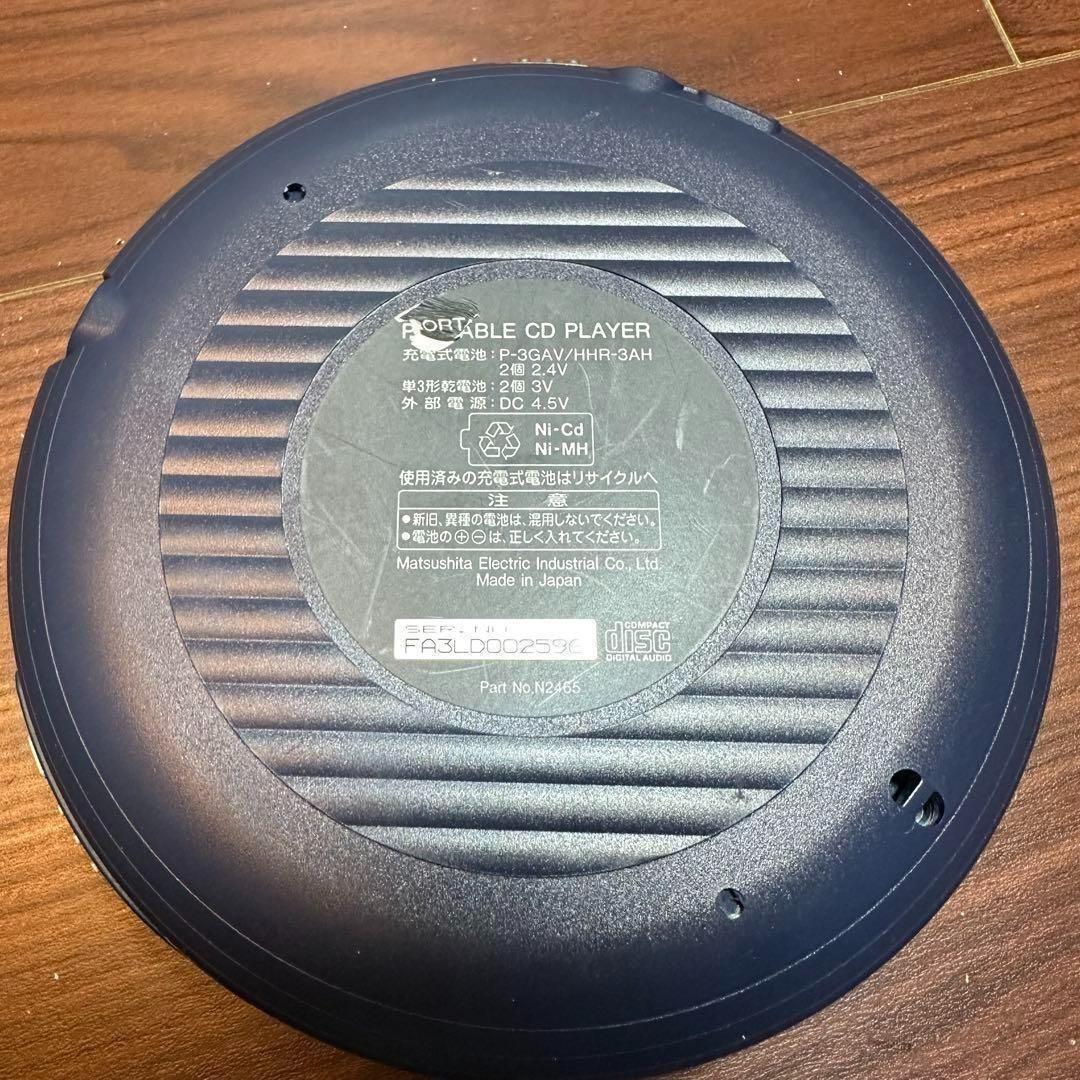 PORTABLE CD PLAYER
充電式電池：P-3GAV/HHR-3AH
2個 2.4V
単3形乾電池：2個 3V
外部電源：DC 4.5V
Ni-Cd
Ni-MH
使用済みの充電式電池はリサイクルへ
注 意
●新旧、異種の電池は、混用しないでください。
●電池の⊕⊖は、正しく入れてください。
Matsushita Electric Industrial Co., Ltd.
Made in Japan
SER.NO
FA3LD002596
COMPACT
disc
DIGITAL AUDIO
Part No.N2465